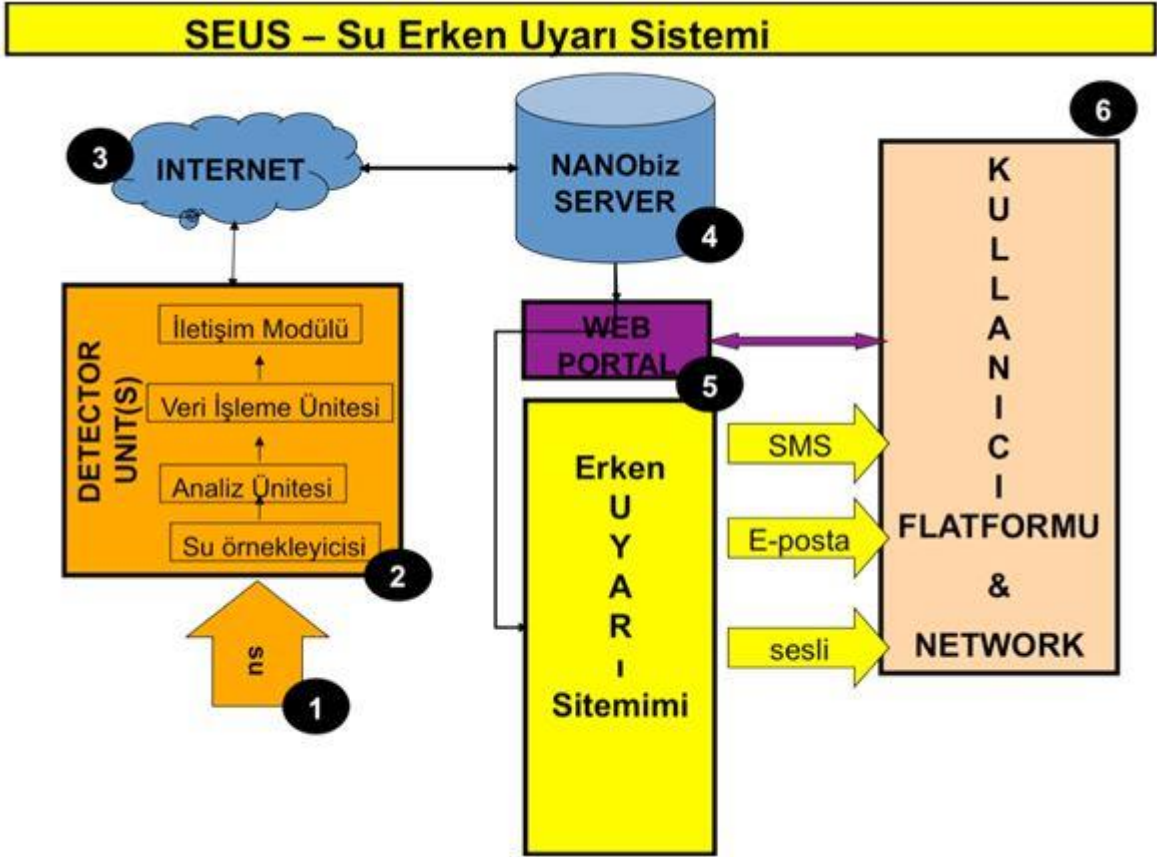 SEUS – Su Erken Uyarı Sistemi
3
INTERNET
NANObiz
SERVER
4
6
DETECTOR
UNIT(S)
İletişim Modülü
Veri İşleme Ünitesi
Analiz Ünitesi
Su örnekleyicisi
2
su
1
WEB
PORTAL
5
Erken
U
Y
A
R
I
Sitemimi
SMS
E-posta
sesli
K
U
L
L
A
N
I
C
I
FLATFORMU
&
NETWORK